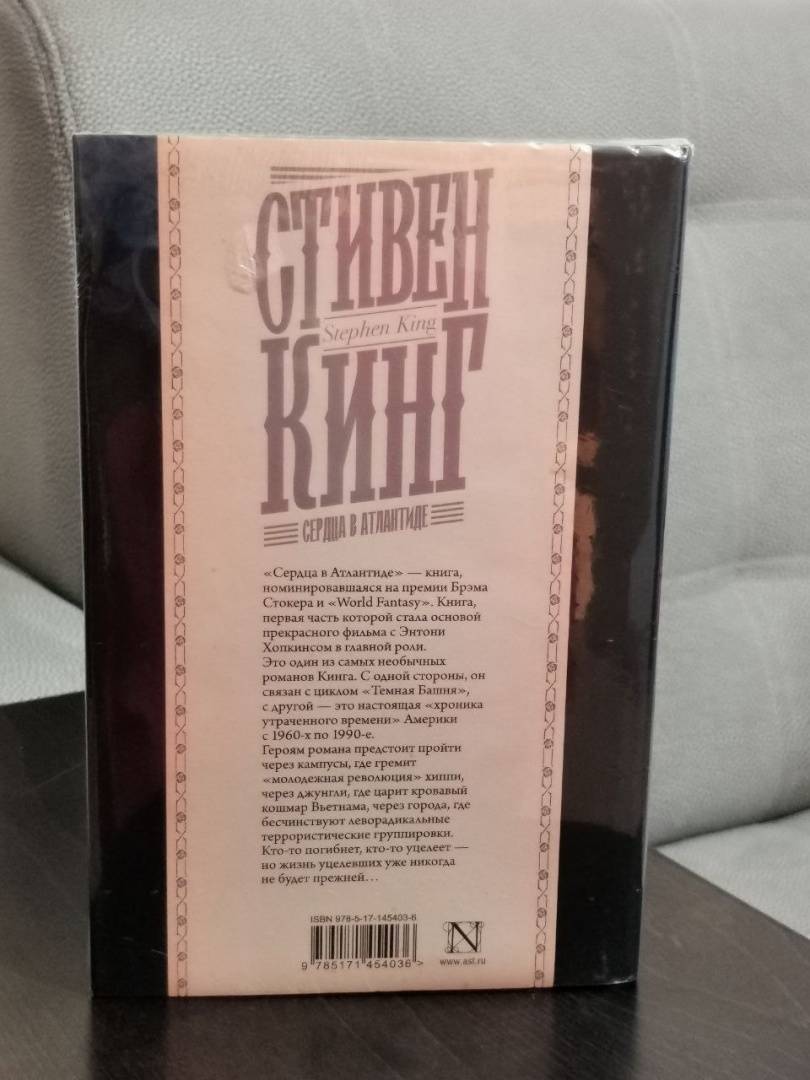 СТИВЕН
Stephen King
КИНГ
СЕРДЦА В АТЛАНТИДЕ
«Сердца в Атлантиде» — книга,
номинировавшаяся на премии Брэма
Стокера и «World Fantasy». Книга,
первая часть которой стала основой
прекрасного фильма с Энтони
Хопкинсом в главной роли.
Это один из самых необычных
романов Кинга. С одной стороны, он
связан с циклом «Темная Башня»,
с другой — это настоящая «хроника
утраченного времени» Америки
с 1960-х по 1990-е.
Героям романа предстоит пройти
через кампусы, где гремит
«молодежная революция» хиппи,
через джунгли, где царит кровавый
кошмар Вьетнама, через города, где
бесчинствуют леворадикальные
террористические группировки.
Кто-то погибнет, кто-то уцелеет —
но жизнь уцелевших уже никогда
не будет прежней...
ISBN 978-5-17-145403-6
9 785171 454036 >
N
www.ast.ru